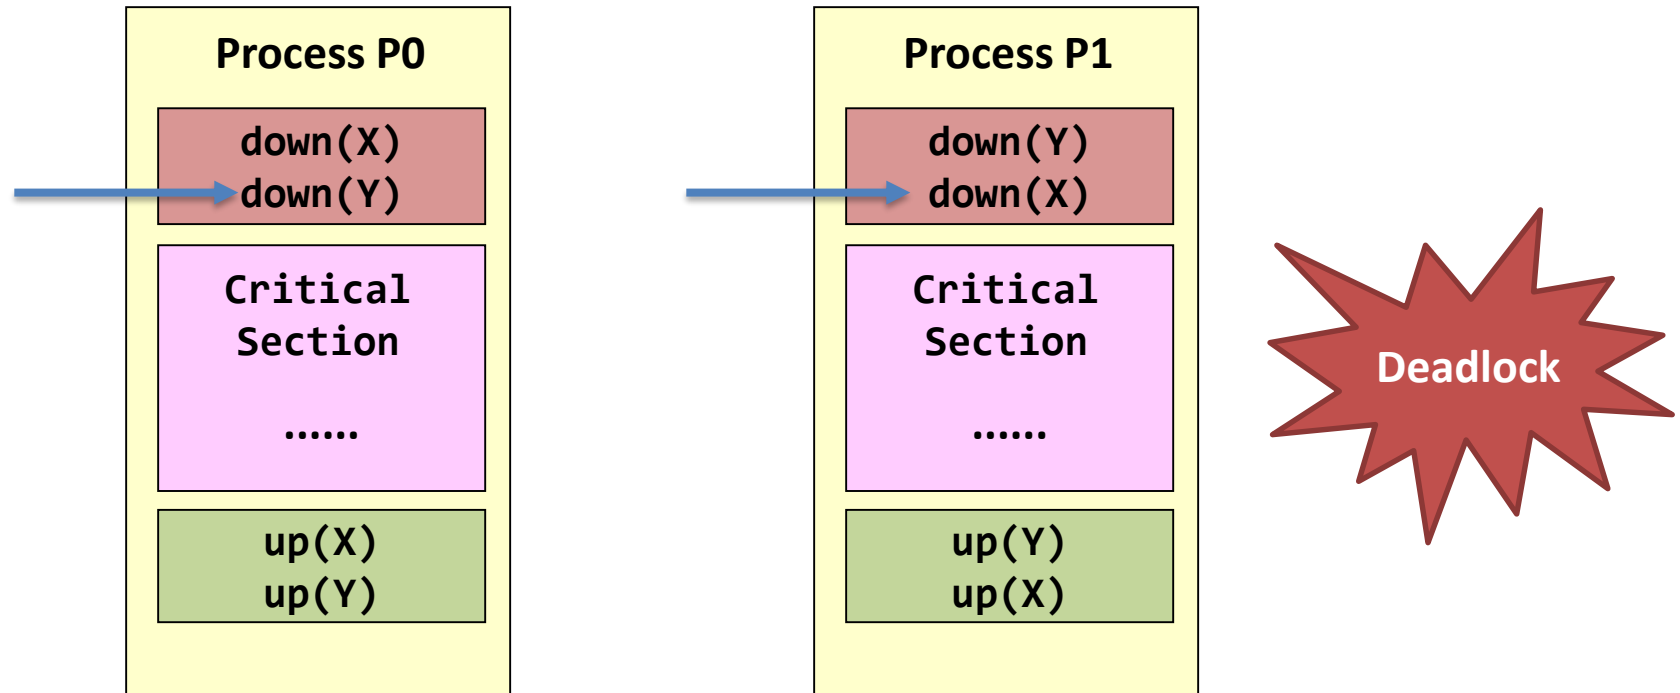 Process P0
down(X)
down(Y)
Critical
Section
......
up(X)
up(Y)
Process P1
down(Y)
down(X)
Critical
Section
......
up(Y)
up(X)
Deadlock